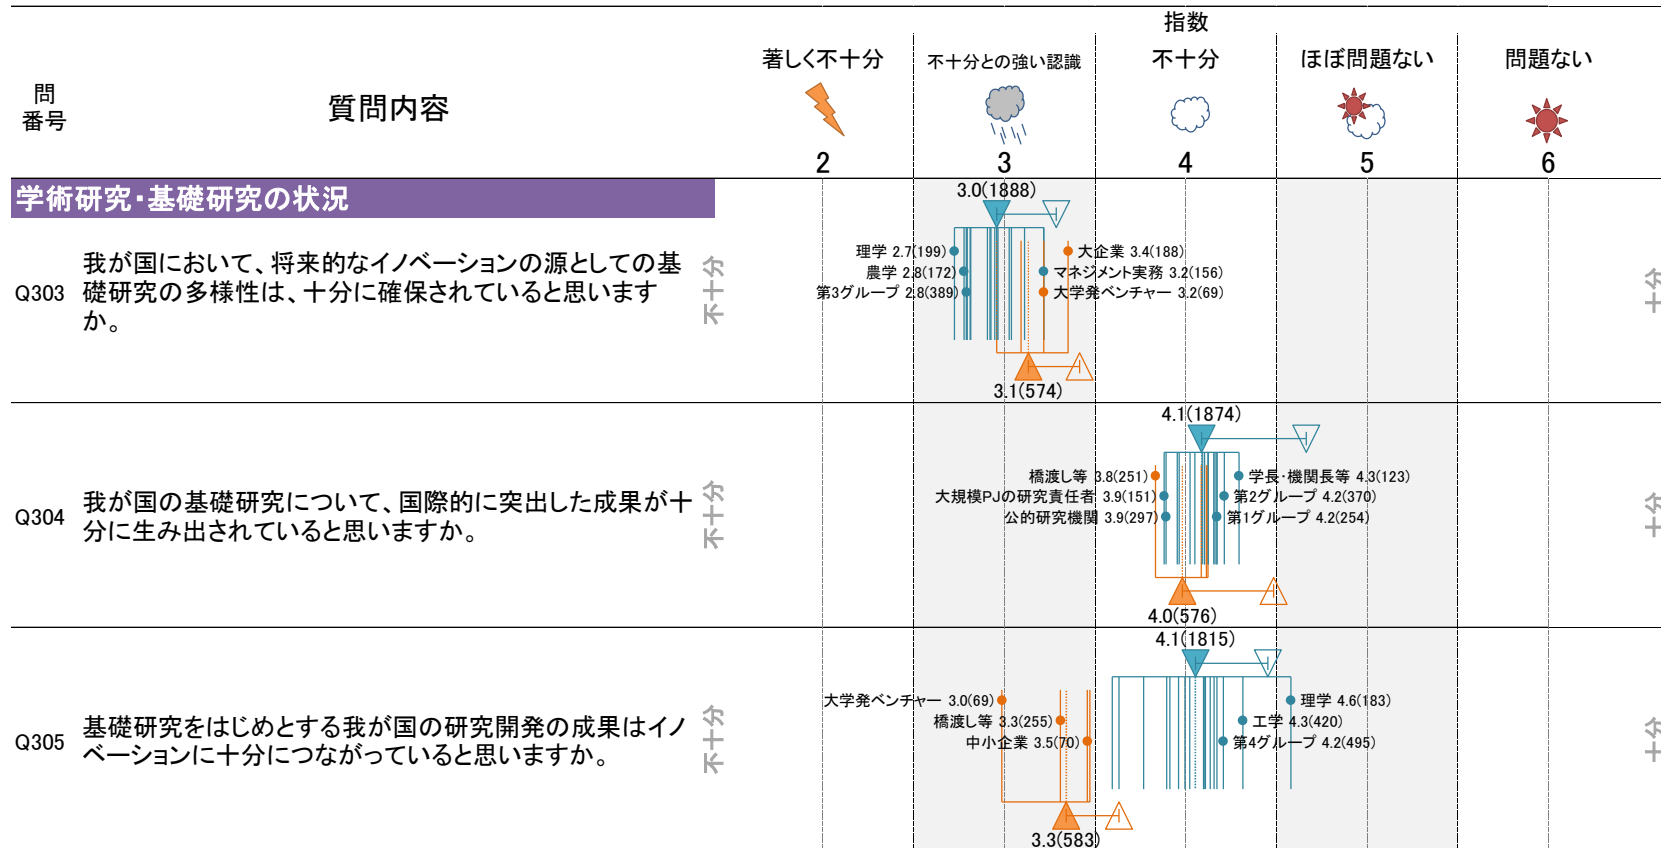 指数
著しく不十分
不十分との強い認識
不十分
ほぼ問題ない
問題ない
問
番号
質問内容
2
3
4
5
6
学術研究・基礎研究の状況
3.0(1888)
Q303
我が国において、将来的なイノベーションの源としての基
礎研究の多様性は、十分に確保されていると思います
か。
不十分
理学 2.7(199)
農学 2.8(172)
第3グループ 2.8(389)
大企業 3.4(188)
マネジメント実務 3.2(156)
大学発ベンチャー 3.2(69)
十分
3.1(574)
4.1(1874)
Q304
我が国の基礎研究について、国際的に突出した成果が十
分に生み出されていると思いますか。
不十分
橋渡し等 3.8(251)
大規模PJの研究責任者 3.9(151)
公的研究機関 3.9(297)
学長・機関長等 4.3(123)
第2グループ 4.2(370)
第1グループ 4.2(254)
十分
4.0(576)
4.1(1815)
Q305
基礎研究をはじめとする我が国の研究開発の成果はイノ
ベーションに十分につながっていると思いますか。
不十分
大学発ベンチャー 3.0(69)
橋渡し等 3.3(255)
中小企業 3.5(70)
理学 4.6(183)
工学 4.3(420)
第4グループ 4.2(495)
十分
3.3(583)